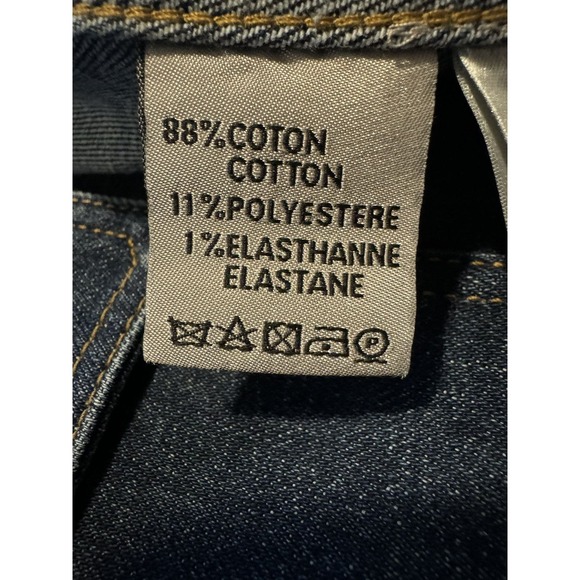 88%COTON
COTTON
11%POLYESTERE
1%ELASTHANNE
ELASTANE
P